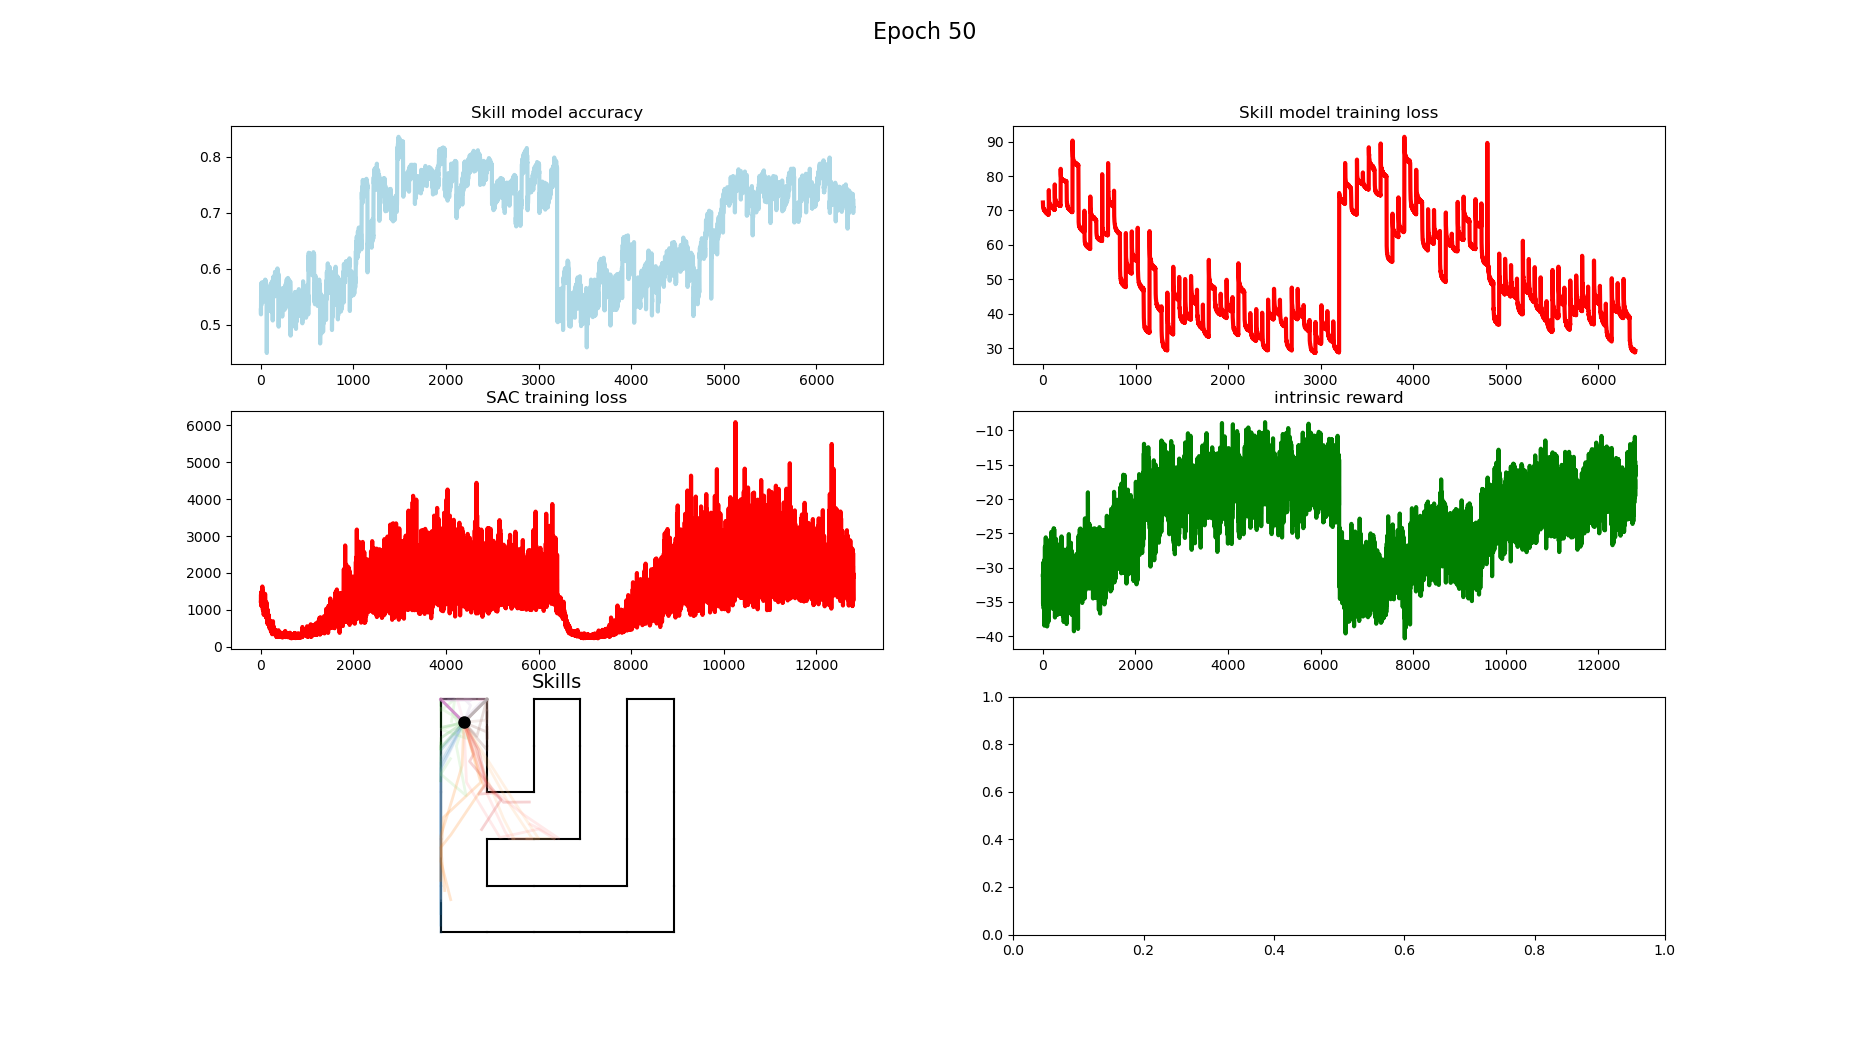 Epoch 50
Skill model accuracy
0.8
0.7
0.6
0.5
0 1000 2000 3000 4000 5000 6000
Skill model training loss
90
80
70
60
50
40
30
0 1000 2000 3000 4000 5000 6000
SAC training loss
6000
5000
4000
3000
2000
1000
0
0 2000 4000 6000 8000 10000 12000
intrinsic reward
−10
−15
−20
−25
−30
−35
−40
0 2000 4000 6000 8000 10000 12000
Skills
1.0
0.8
0.6
0.4
0.2
0.0
0.0 0.2 0.4 0.6 0.8 1.0